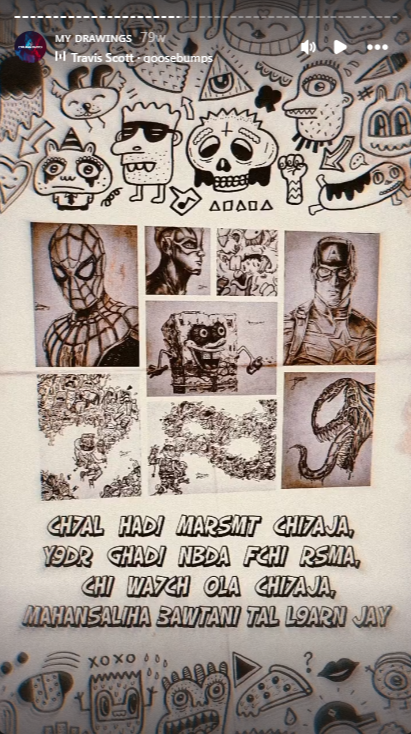 MY DRAWINGS 79w
Travis Scott · goosebumps
XOXO
?
CH7AL HADI MARSMT CHI7AJA,
Y9DR GHADI NBDA FCHI RSMA,
CHI WA7CH OLA CHI7AJA,
MAHANSALIHA 3AWTANI TAL L9ARN JAY